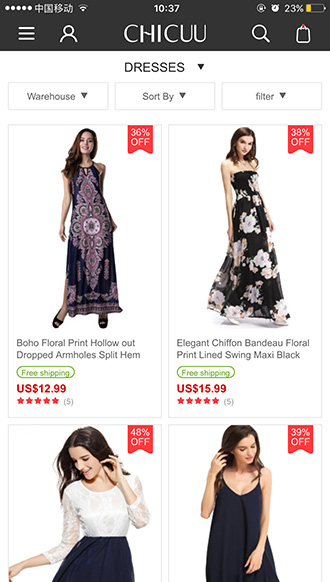 中国移动 10:37 23%
CHICUU
DRESSES
Warehouse Sort By filter
36% OFF
38% OFF
Boho Floral Print Hollow out
Dropped Armholes Split Hem
Free shipping
US$12.99
(5)
Elegant Chiffon Bandeau Floral
Print Lined Swing Maxi Black
Free shipping
US$15.99
(5)
48% OFF
39% OFF